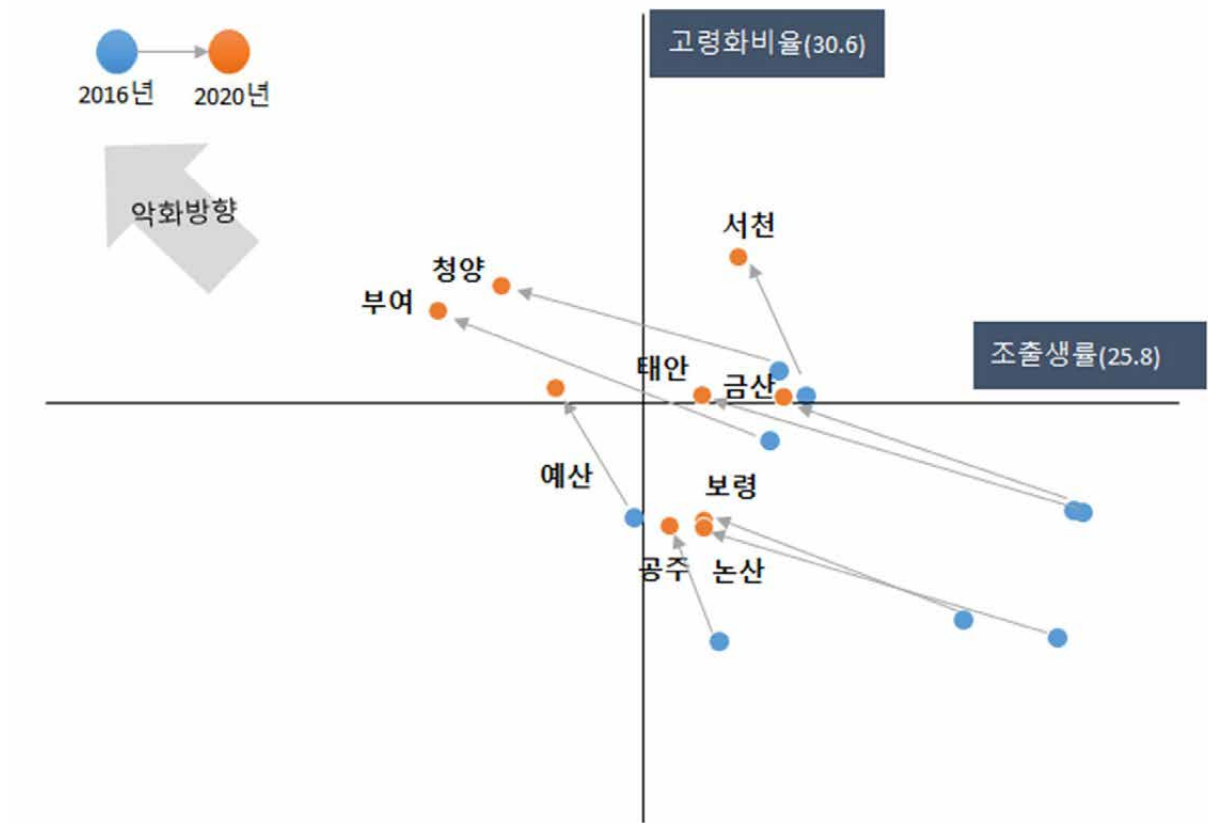 고령화비율(30.6)
2016년
2020년
악화방향
서천
청양
부여
조출생률(25.8)
태안
금산
예산
보령
공주
논산